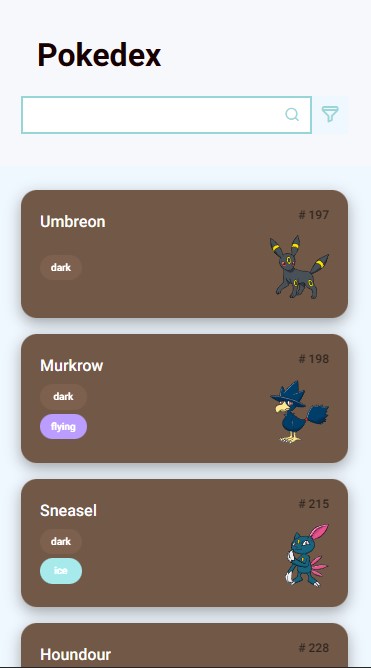 Pokedex
Umbreon
# 197
dark
Murkrow
# 198
dark
flying
Sneasel
# 215
dark
ice
Houndour
# 228